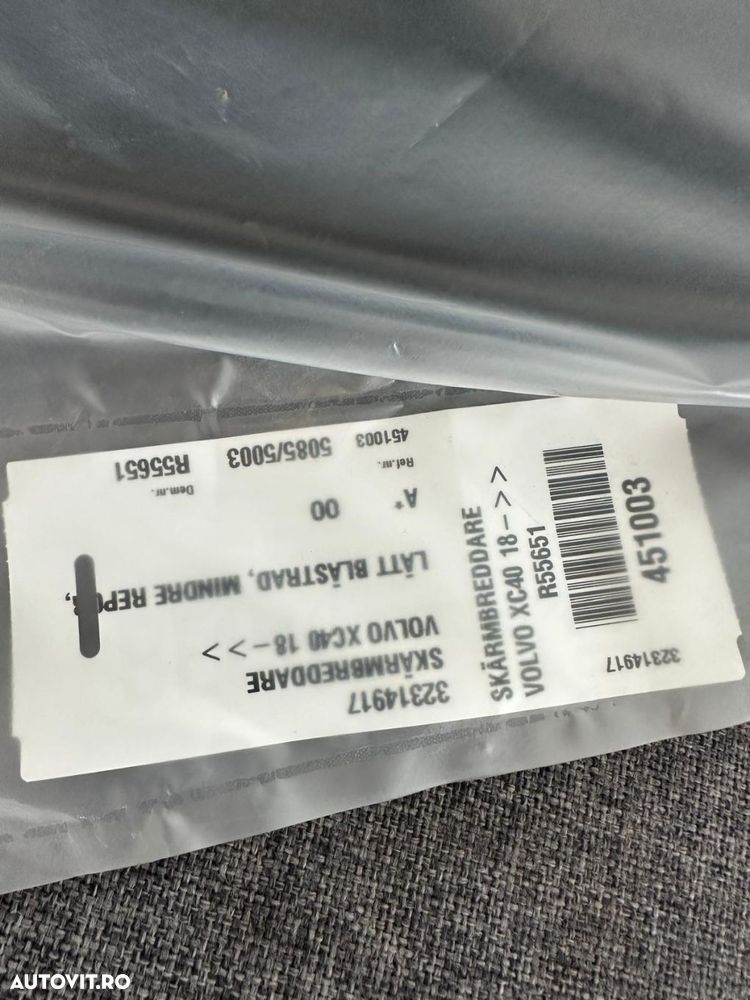 32314917
SKÄRMBREDDARE
VOLVO XC40 18->>
LÄTT BLÄSTRAD, MINDRE
A* 00
Ref.nr. Dem.nr.
451003 5085/5003 R55651
SKÄRMBREDDARE
VOLVO XC40 18->>
R55651
451003
32314917
AUTOVIT.RO